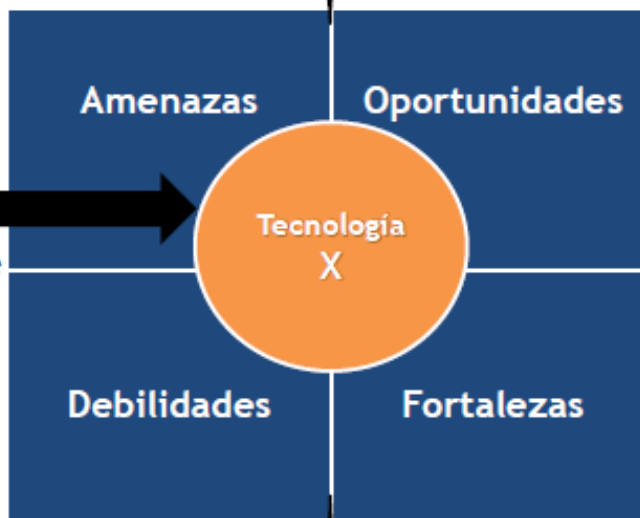 Amenazas
Oportunidades
Tecnología
X
Debilidades
Fortalezas